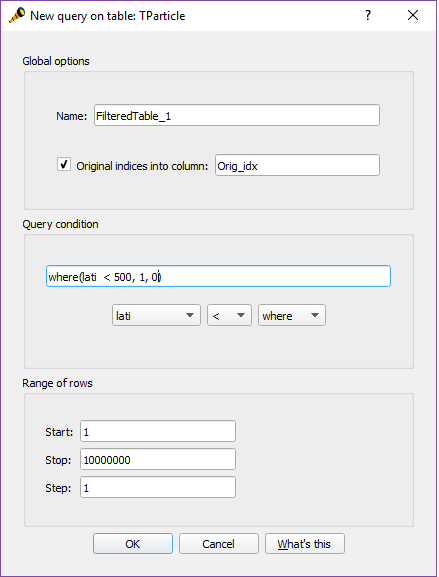 New query on table: TParticle ?
Global options
Name: FilteredTable_1
Original indices into column: Orig_idx
Query condition
where(lati < 500, 1, 0)
lati < where
Range of rows
Start: 1
Stop: 10000000
Step: 1
OK Cancel What's this